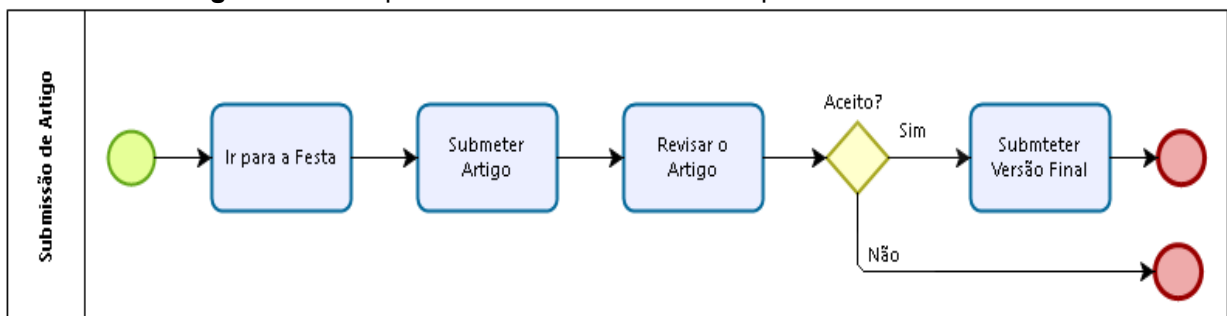 Submissão de Artigo
Ir para a Festa
Submeter
Artigo
Revisar o
Artigo
Aceito?
Sim
Submteter
Versão Final
Não